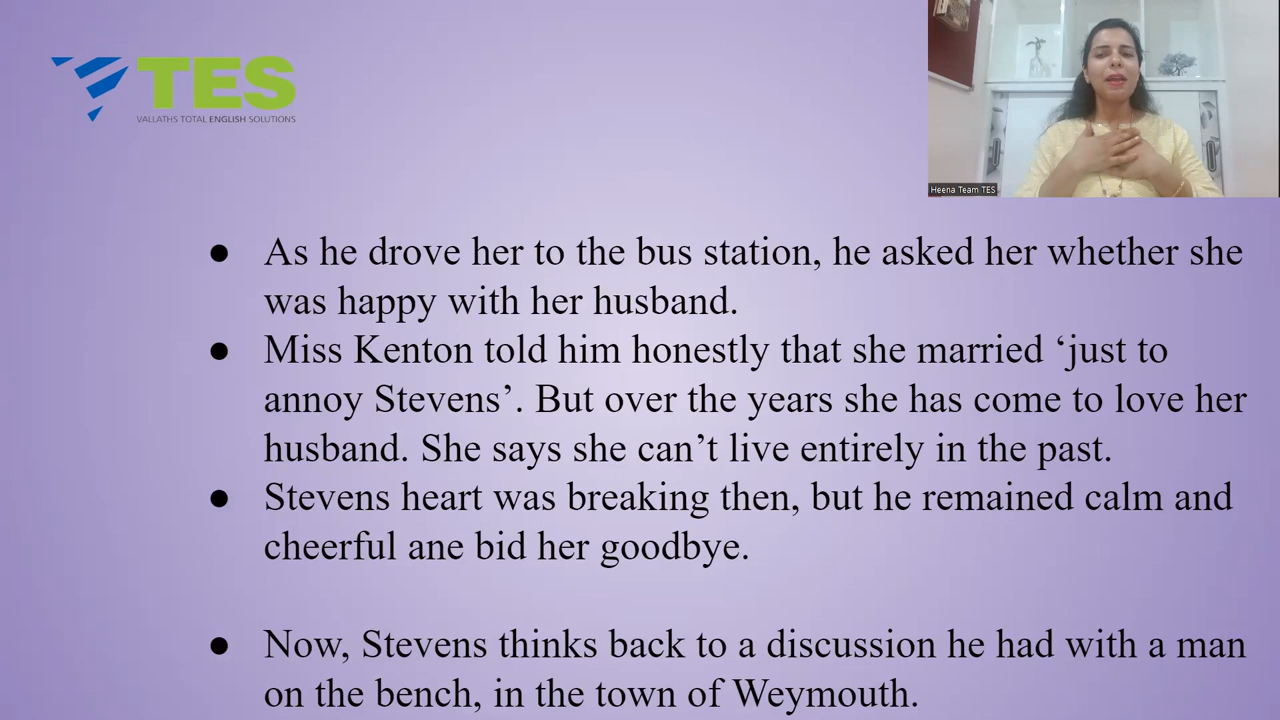 TES
VALLATHS TOTAL ENGLISH SOLUTIONS
Heena Team TES
● As he drove her to the bus station, he asked her whether she
was happy with her husband.
● Miss Kenton told him honestly that she married ‘just to
annoy Stevens’. But over the years she has come to love her
husband. She says she can’t live entirely in the past.
● Stevens heart was breaking then, but he remained calm and
cheerful ane bid her goodbye.
● Now, Stevens thinks back to a discussion he had with a man
on the bench, in the town of Weymouth.